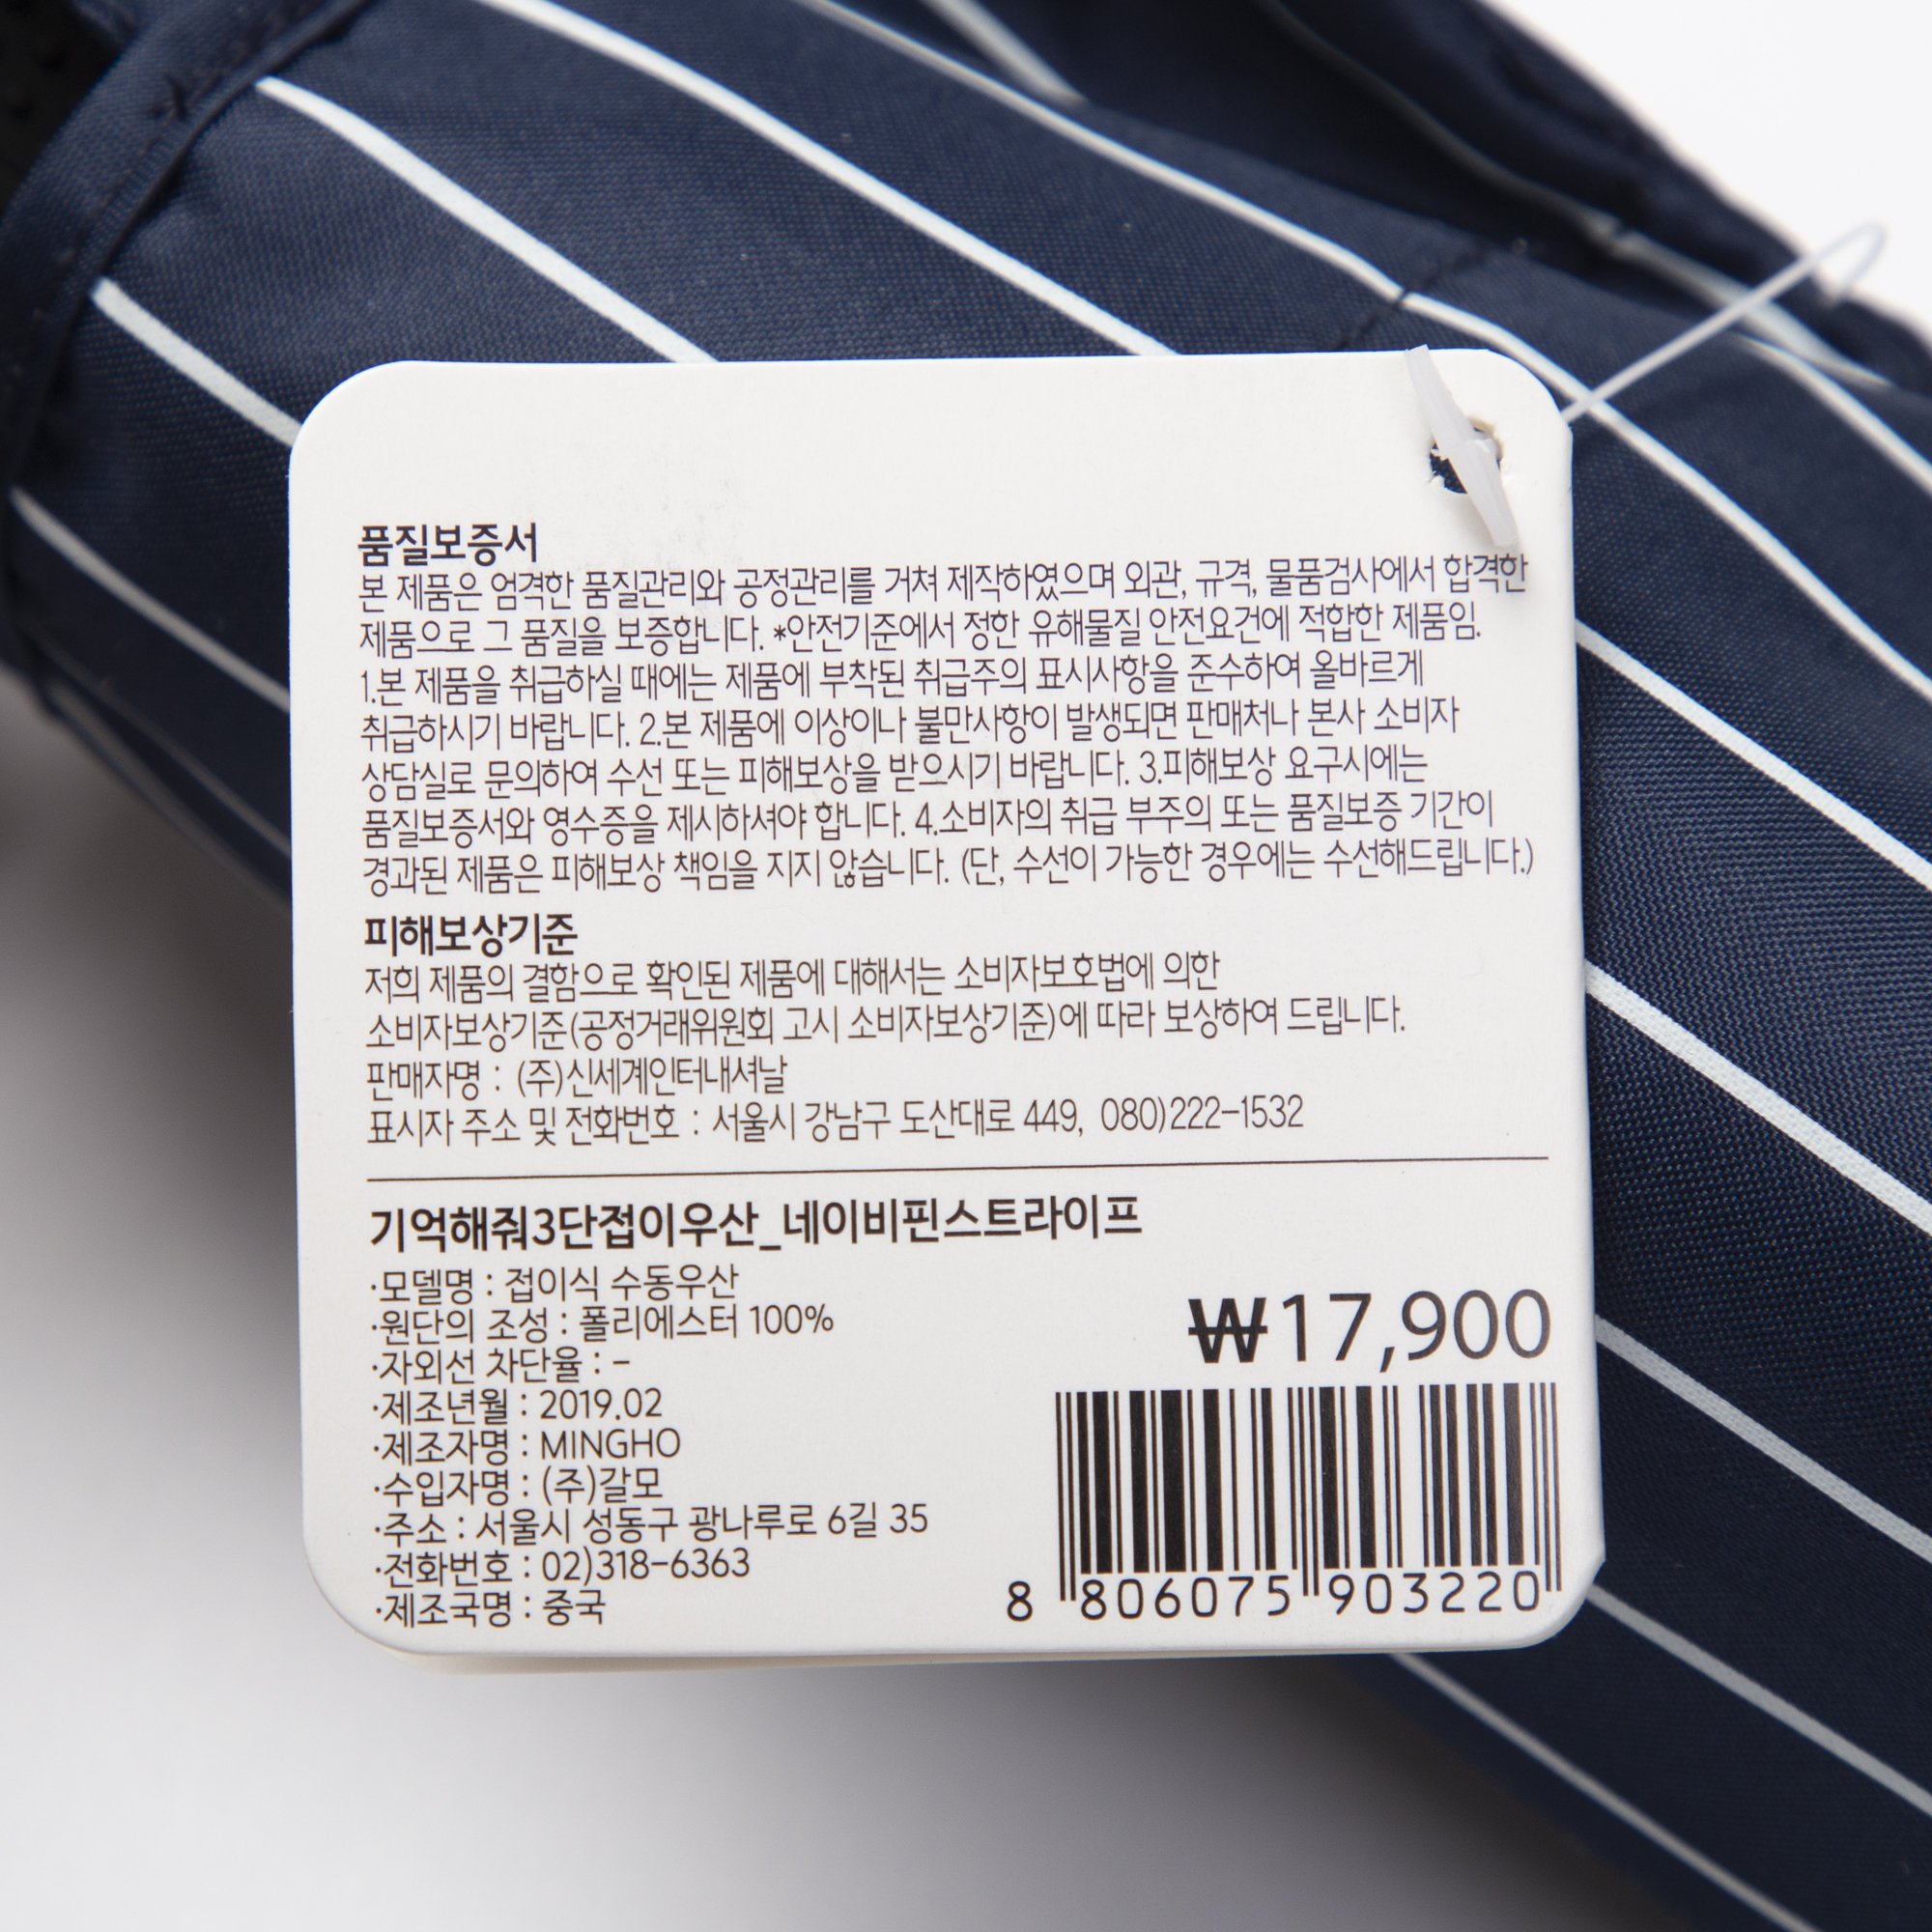 품질보증서
본 제품은 엄격한 품질관리와 공정관리를 거쳐 제작하였으며 외관, 규격, 물품검사에서 합격한
제품으로 그 품질을 보증합니다. *안전기준에서 정한 유해물질 안전요건에 적합한 제품임.
1.본 제품을 취급하실 때에는 제품에 부착된 취급주의 표시사항을 준수하여 올바르게
취급하시기 바랍니다. 2.본 제품에 이상이나 불만사항이 발생되면 판매처나 본사 소비자
상담실로 문의하여 수선 또는 피해보상을 받으시기 바랍니다. 3.피해보상 요구시에는
품질보증서와 영수증을 제시하셔야 합니다. 4.소비자의 취급 부주의 또는 품질보증 기간이
경과된 제품은 피해보상 책임을 지지 않습니다. (단, 수선이 가능한 경우에는 수선해드립니다.)
피해보상기준
저희 제품의 결함으로 확인된 제품에 대해서는 소비자보호법에 의한
소비자보상기준(공정거래위원회 고시 소비자보상기준)에 따라 보상하여 드립니다.
판매자명 : (주)신세계인터내셔날
표시자 주소 및 전화번호 : 서울시 강남구 도산대로 449, 080)222-1532
기억해줘3단접이우산_네이비핀스트라이프
·모델명 : 접이식 수동우산
·원단의 조성 : 폴리에스터 100%
·자외선 차단율 : -
·제조년월 : 2019.02
·제조자명 : MINGHO
·수입자명 : (주)갈모
·주소 : 서울시 성동구 광나루로 6길 35
·전화번호 : 02)318-6363
·제조국명 : 중국
₩17,900
8 806075 903220